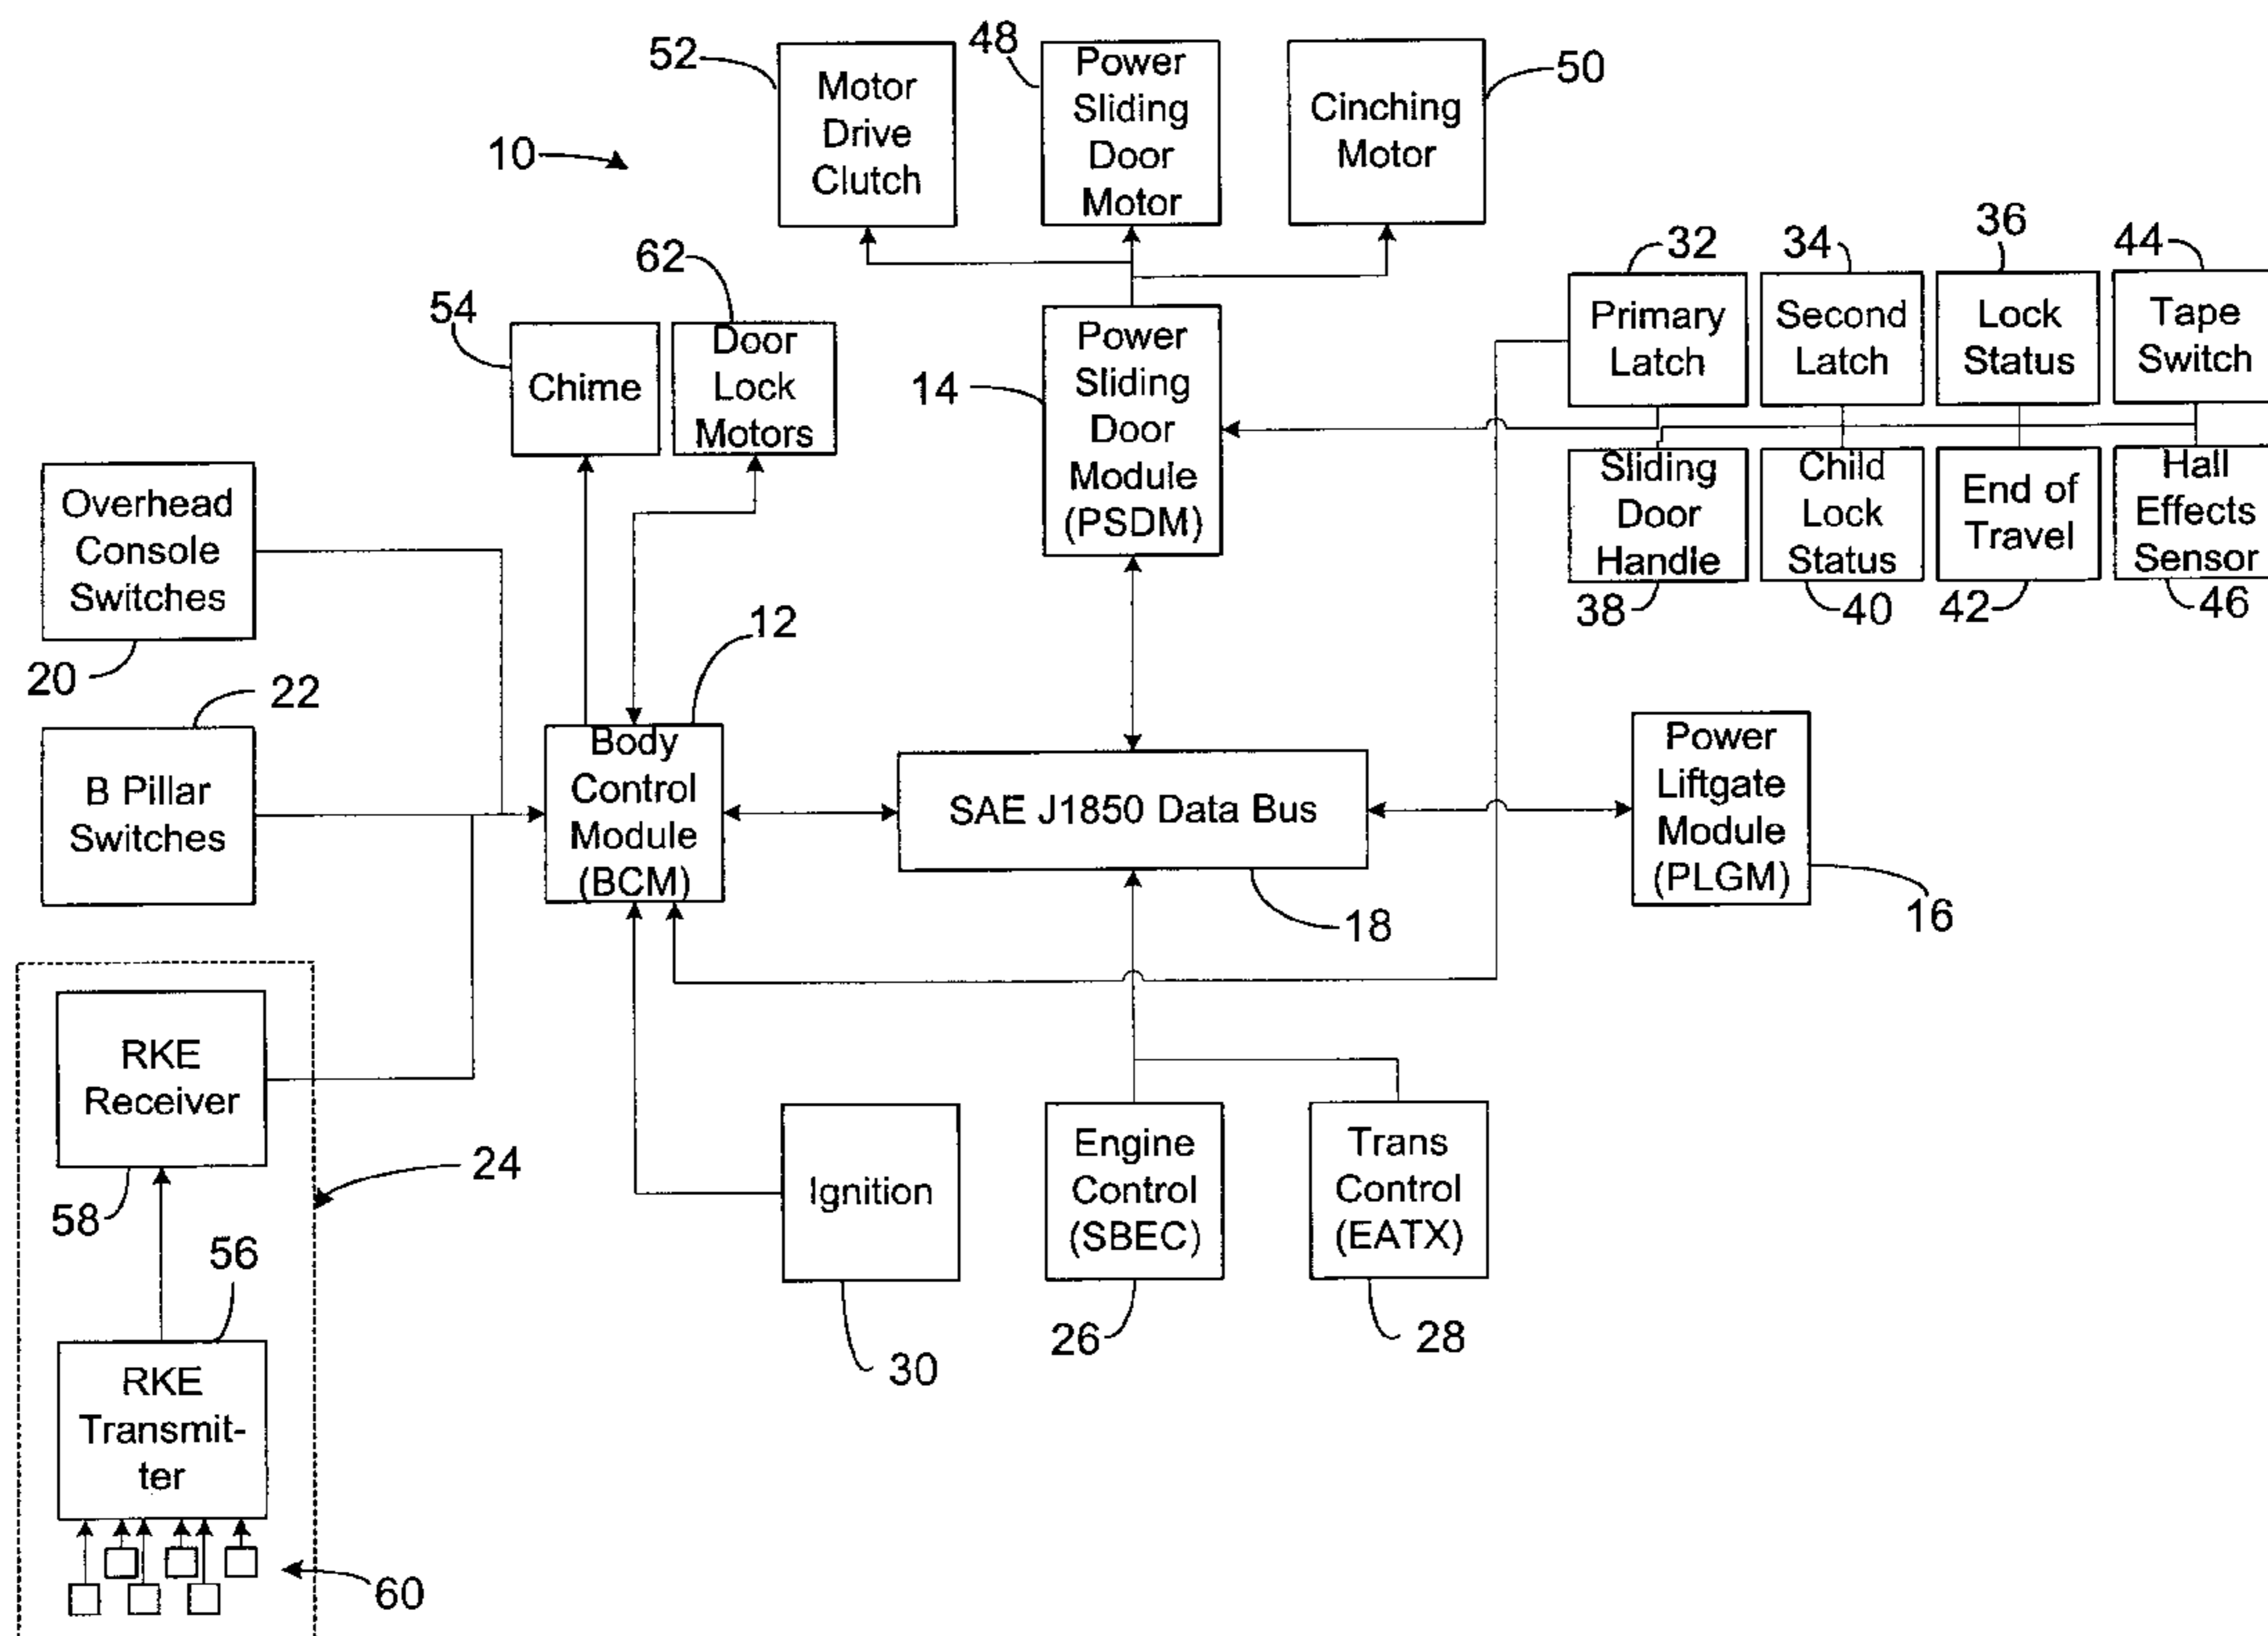 52
Motor
Drive
Clutch
48
Power
Sliding
Door
Motor
50
Cinching
Motor
10
62
Door
Lock
Motors
54
Chime
14
Power
Sliding
Door
Module
(PSDM)
32
Primary
Latch
34
Second
Latch
36
Lock
Status
44
Tape
Switch
Sliding
Door
Handle
38
Child
Lock
Status
40
End of
Travel
42
Hall
Effects
Sensor
46
Overhead
Console
Switches
20
22
B Pillar
Switches
12
Body
Control
Module
(BCM)
SAE J1850 Data Bus
18
Power
Liftgate
Module
(PLGM)
16
RKE
Receiver
58
24
56
RKE
Transmit-
ter
60
Ignition
30
Engine
Control
(SBEC)
26
Trans
Control
(EATX)
28